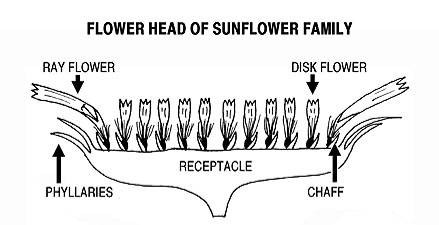 FLOWER HEAD OF SUNFLOWER FAMILY
RAY FLOWER
DISK FLOWER
RECEPTACLE
PHYLLARIES
CHAFF